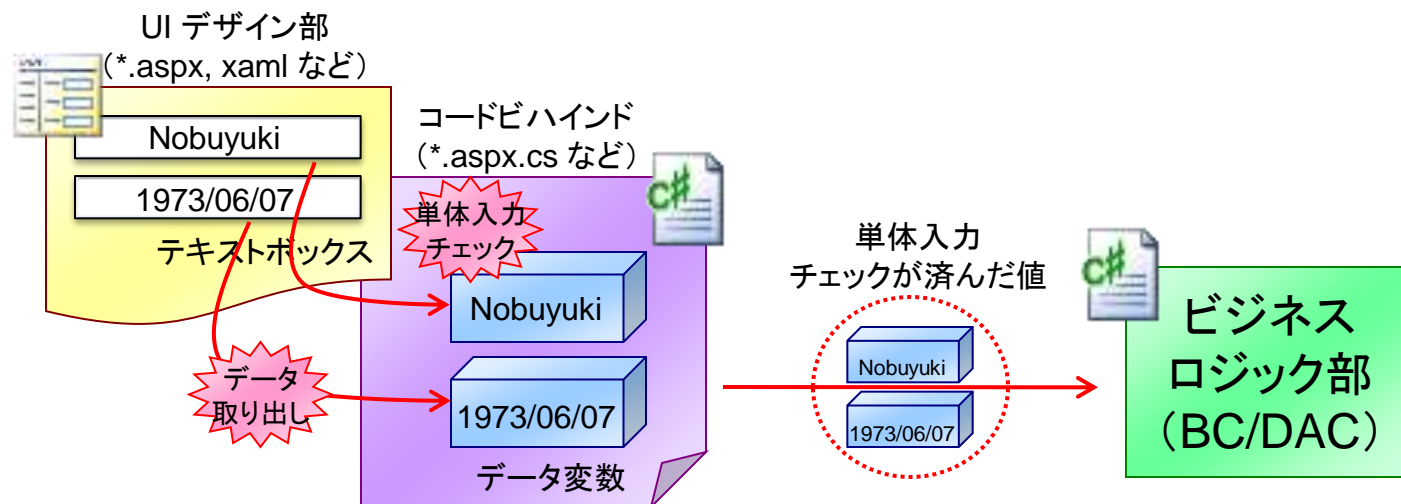 UI デザイン部
（*.aspx, xaml など）
Nobuyuki
1973/06/07
テキストボックス
コードビハインド
（*.aspx.cs など）
C#
単体入力
チェック
Nobuyuki
データ
取り出し
1973/06/07
データ変数
単体入力
チェックが済んだ値
Nobuyuki
1973/06/07
C#
ビジネス
ロジック部
（BC/DAC）